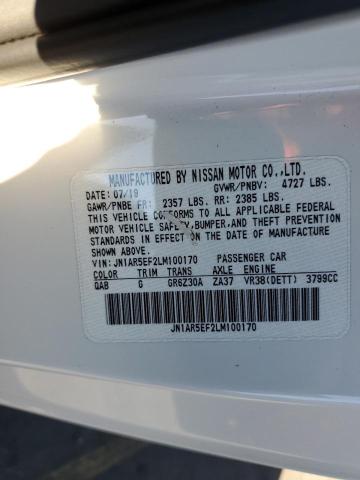 MANUFACTURED BY NISSAN MOTOR CO.,LTD.
DATE: 07/19 GVWR/PNBV: 4727 LBS.
GAWR/PNBE FR: 2357 LBS. RR: 2385 LBS.
THIS VEHICLE CONFORMS TO ALL APPLICABLE FEDERAL
MOTOR VEHICLE SAFETY,BUMPER,AND THEFT PREVENTION
STANDARDS IN EFFECT ON THE DATE OF MANUFACTURE
SHOWN ABOVE.
VIN: JN1AR5EF2LM100170 PASSENGER CAR
COLOR TRIM TRANS AXLE ENGINE
QAB G GR6Z30A ZA37 VR38(DETT) 3799CC
JN1AR5EF2LM100170